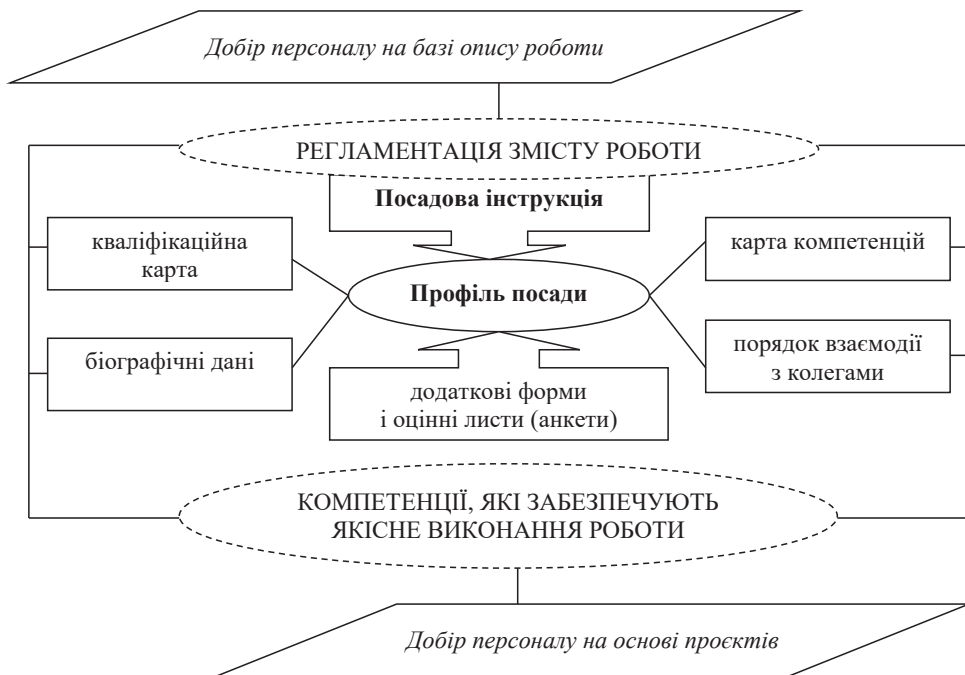 Добір персоналу на базі опису роботи
РЕГЛАМЕНТАЦІЯ ЗМІСТУ РОБОТИ
Посадова інструкція
кваліфікаційна
карта
карта компетенцій
Профіль посади
біографічні дані
порядок взаємодії
з колегами
додаткові форми
і оцінні листи (анкети)
КОМПЕТЕНЦІЇ, ЯКІ ЗАБЕЗПЕЧУЮТЬ
ЯКІСНЕ ВИКОНАННЯ РОБОТИ
Добір персоналу на основі проєктів